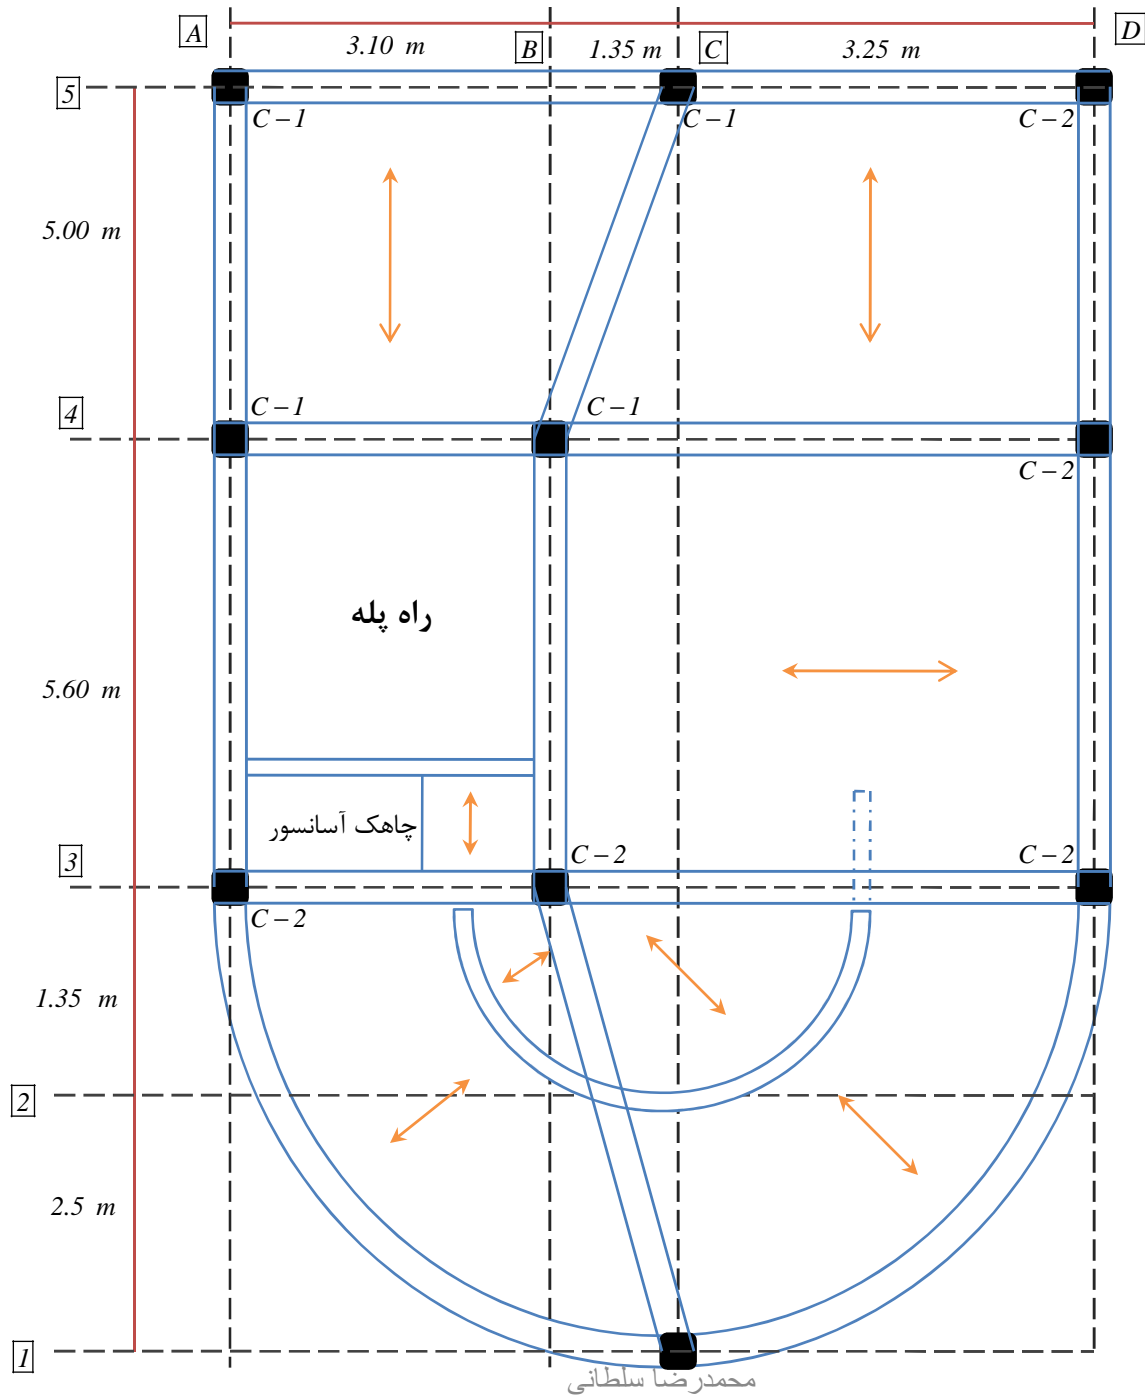 A
3.10 m
B
1.35 m
C
3.25 m
D
5
C-1
C-1
C-2
5.00 m
4
C-1
C-1
C-2
راه پله
5.60 m
چاهک آسانسور
3
C-2
C-2
C-2
1.35 m
2
2.5 m
1
محمدرضا سلطانی